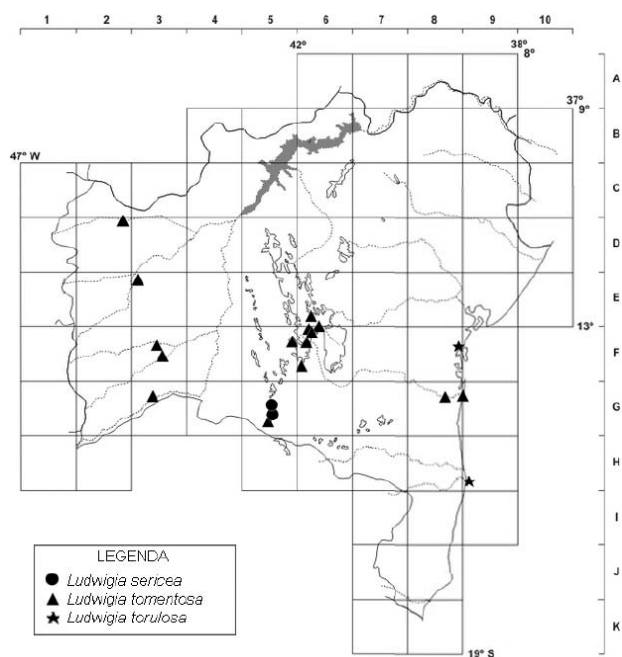 1 2 3 4 5 6 7 8 9 10
42° 38°
8°
A
37°
9°
B
47° W
C
D
E
13°
F
G
H
I
J
K
19° S
LEGENDA
Ludwigia sericea
Ludwigia tomentosa
Ludwigia torulosa